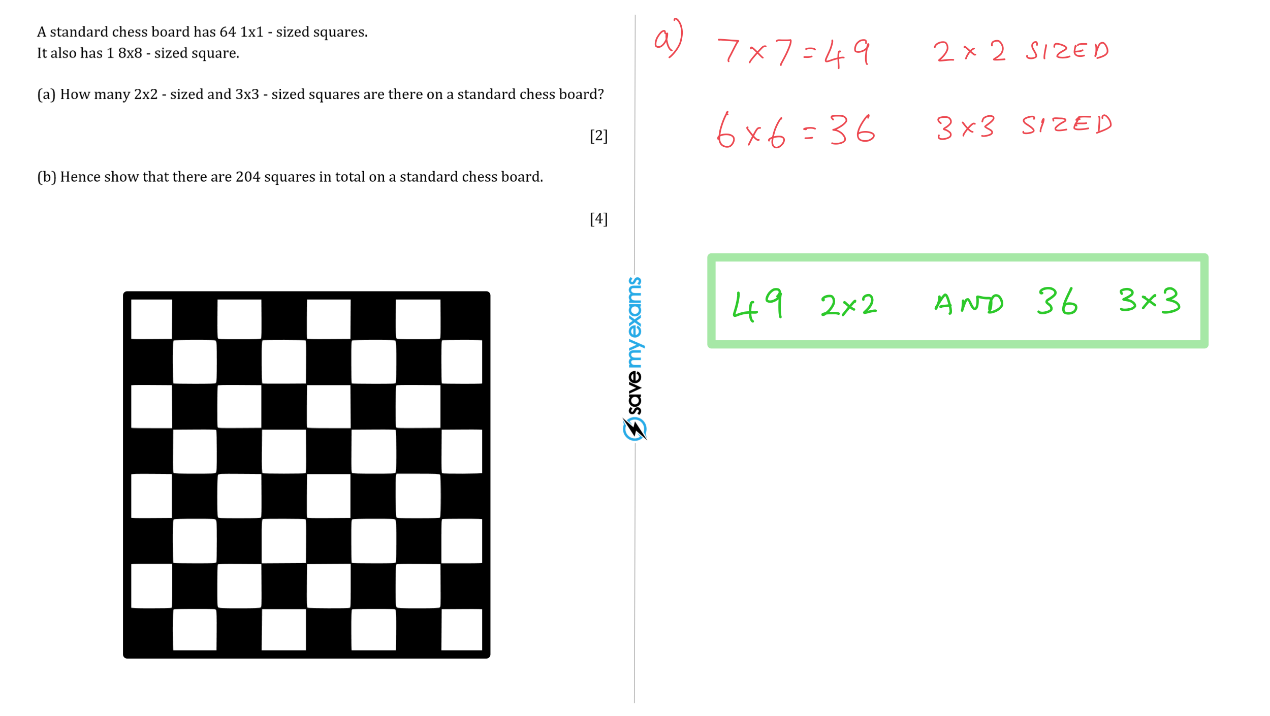 A standard chess board has 64 1x1 - sized squares.
It also has 1 8x8 - sized square.
(a) How many 2x2 - sized and 3x3 - sized squares are there on a standard chess board?
[2]
(b) Hence show that there are 204 squares in total on a standard chess board.
[4]
save my exams
a) 7 × 7 = 49 2 × 2 SIZED
6 × 6 = 36 3 × 3 SIZED
49 2×2 AND 36 3×3